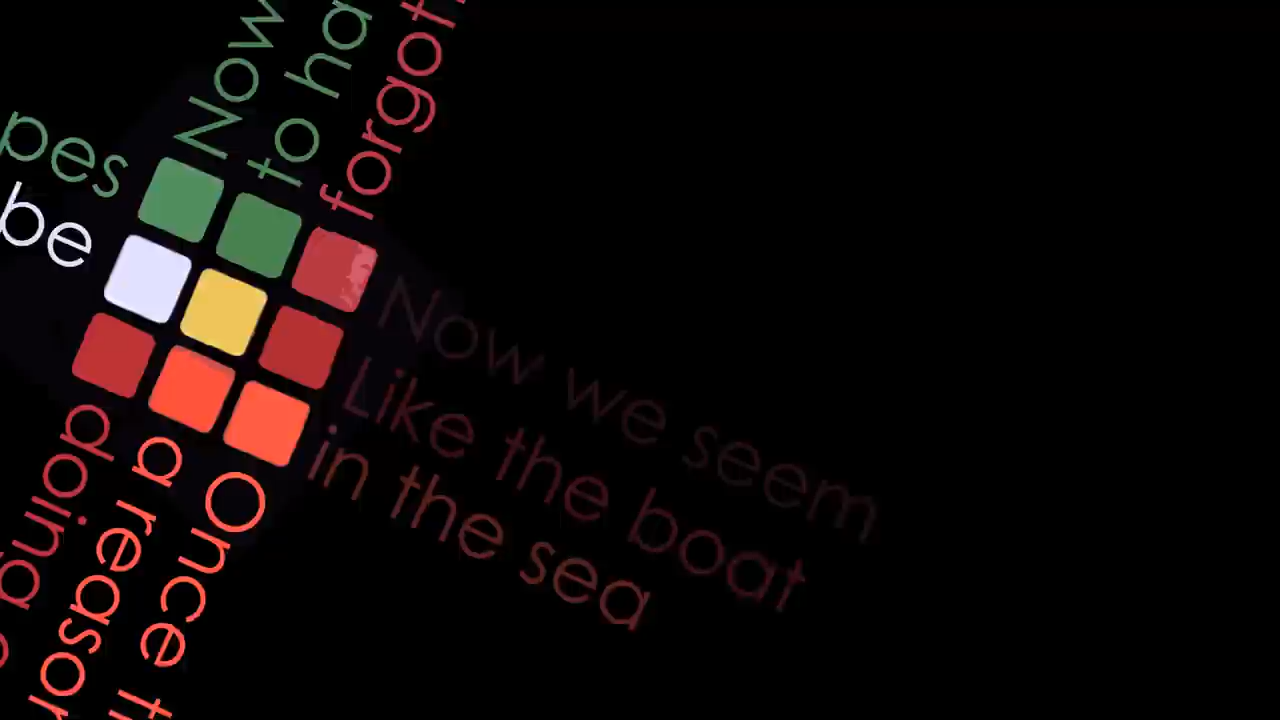 pes
be
Now
to ha
forgot
Now we seem
Like the boat
in the sea
Once
a reason
doing